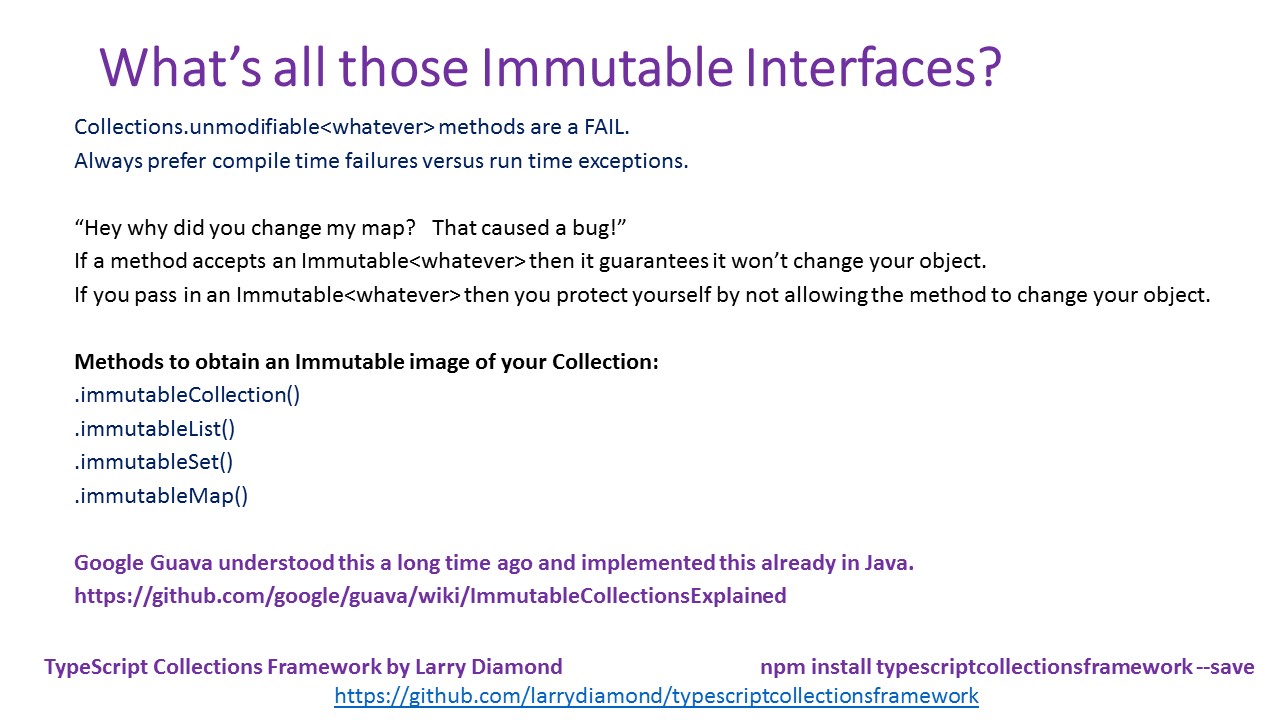 What’s all those Immutable Interfaces?
Collections.unmodifiable<whatever> methods are a FAIL.
Always prefer compile time failures versus run time exceptions.
“Hey why did you change my map?   That caused a bug!”
If a method accepts an Immutable<whatever> then it guarantees it won’t change your object.
If you pass in an Immutable<whatever> then you protect yourself by not allowing the method to change your object.
Methods to obtain an Immutable image of your Collection:
.immutableCollection()
.immutableList()
.immutableSet()
.immutableMap()
Google Guava understood this a long time ago and implemented this already in Java.
https://github.com/google/guava/wiki/ImmutableCollectionsExplained
TypeScript Collections Framework by Larry Diamond
npm install typescriptcollectionsframework --save
https://github.com/larrydiamond/typescriptcollectionsframework